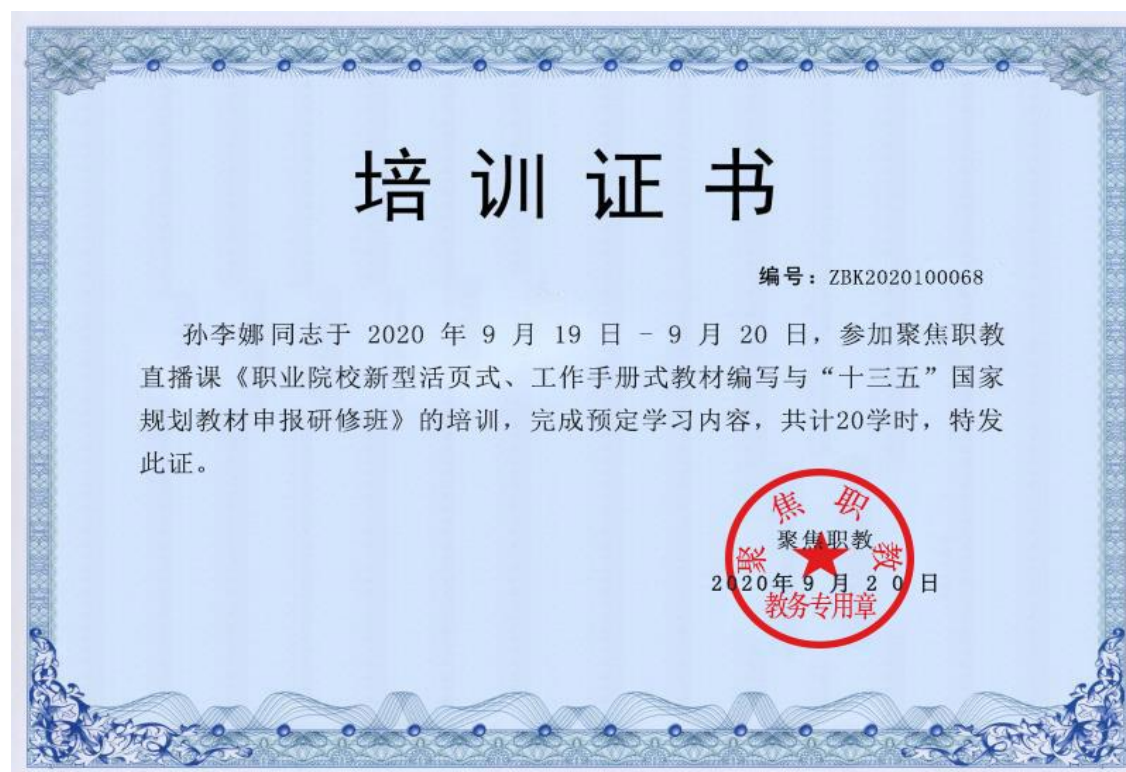 培训证书
编号：ZBK2020100068
孙李娜同志于 2020 年 9 月 19 日 - 9 月 20 日，参加聚焦职教
直播课《职业院校新型活页式、工作手册式教材编写与“十三五”国家
规划教材申报研修班》的培训，完成预定学习内容，共计20学时，特发
此证。
聚焦职教
聚焦职教
2020年9月20日
教务专用章